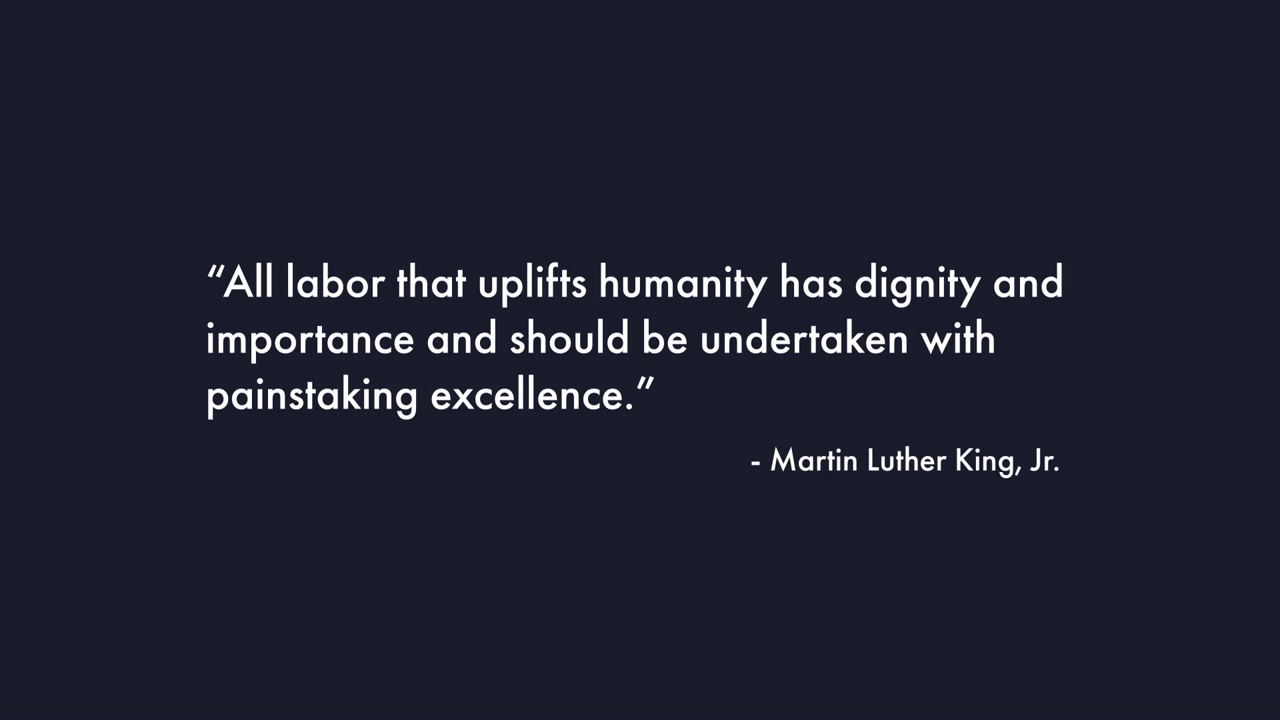 “All labor that uplifts humanity has dignity and
importance and should be undertaken with
painstaking excellence.”
- Martin Luther King, Jr.